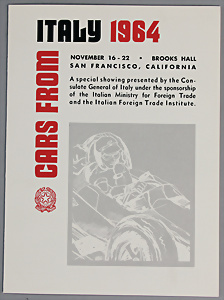 CARS FROM
ITALY 1964
NOVEMBER 16-22 • BROOKS HALL
SAN FRANCISCO, CALIFORNIA
A special showing presented by the Con-
sulate General of Italy under the sponsorship
of the Italian Ministry for Foreign Trade
and the Italian Foreign Trade Institute.